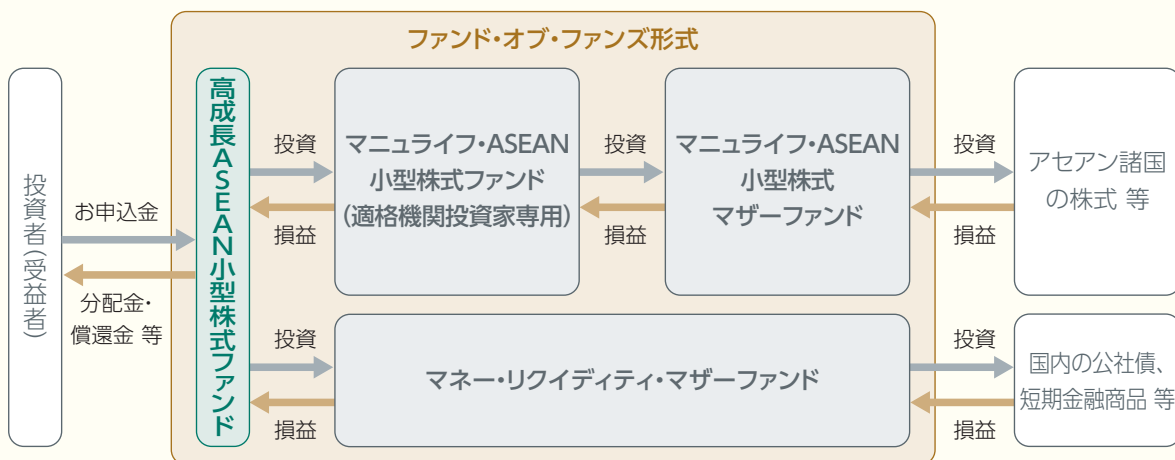 ファンド・オブ・ファンズ形式
投資者(受益者)
お申込金
分配金・
償還金 等
高成長ASEAN小型株式ファンド
投資
損益
マニュライフ・ASEAN
小型株式ファンド
(適格機関投資家専用)
投資
損益
マニュライフ・ASEAN
小型株式
マザーファンド
投資
損益
アセアン諸国
の株式 等
投資
損益
マネー・リクイディティ・マザーファンド
投資
損益
国内の公社債、
短期金融商品 等